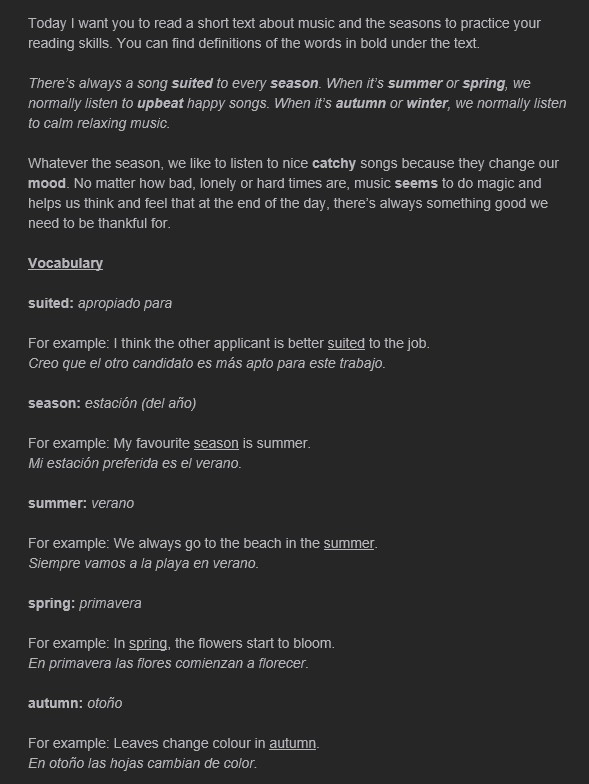 Today I want you to read a short text about music and the seasons to practice your
reading skills. You can find definitions of the words in bold under the text.
There's always a song suited to every season. When it's summer or spring, we
normally listen to upbeat happy songs. When it's autumn or winter, we normally listen
to calm relaxing music.
Whatever the season, we like to listen to nice catchy songs because they change our
mood. No matter how bad, lonely or hard times are, music seems to do magic and
helps us think and feel that at the end of the day, there's always something good we
need to be thankful for.
Vocabulary
suited: apropiado para
For example: I think the other applicant is better suited to the job.
Creo que el otro candidato es más apto para este trabajo.
season: estación (del año)
For example: My favourite season is summer.
Mi estación preferida es el verano.
summer: verano
For example: We always go to the beach in the summer.
Siempre vamos a la playa en verano.
spring: primavera
For example: In spring, the flowers start to bloom.
En primavera las flores comienzan a florecer.
autumn: otoño
For example: Leaves change colour in autumn.
En otoño las hojas cambian de color.